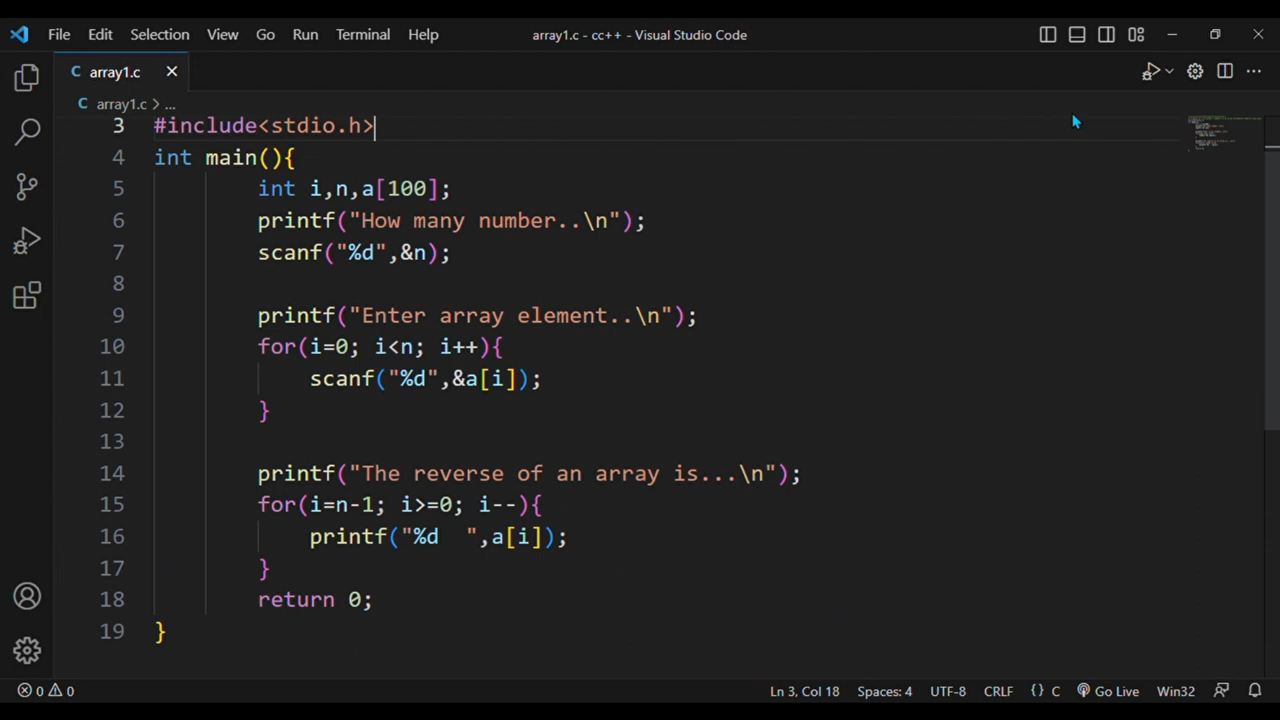 File Edit Selection View Go Run Terminal Help array1.c - cc++ - Visual Studio Code
C array1.c
C array1.c > ...
3 #include<stdio.h>
4 int main(){
5 int i,n,a[100];
6 printf("How many number..\n");
7 scanf("%d",&n);
8
9 printf("Enter array element..\n");
10 for(i=0; i<n; i++){
11 scanf("%d",&a[i]);
12 }
13
14 printf("The reverse of an array is...\n");
15 for(i=n-1; i>=0; i--){
16 printf("%d  ",a[i]);
17 }
18 return 0;
19 }
0 0 Ln 3, Col 18 Spaces: 4 UTF-8 CRLF {} C Go Live Win32